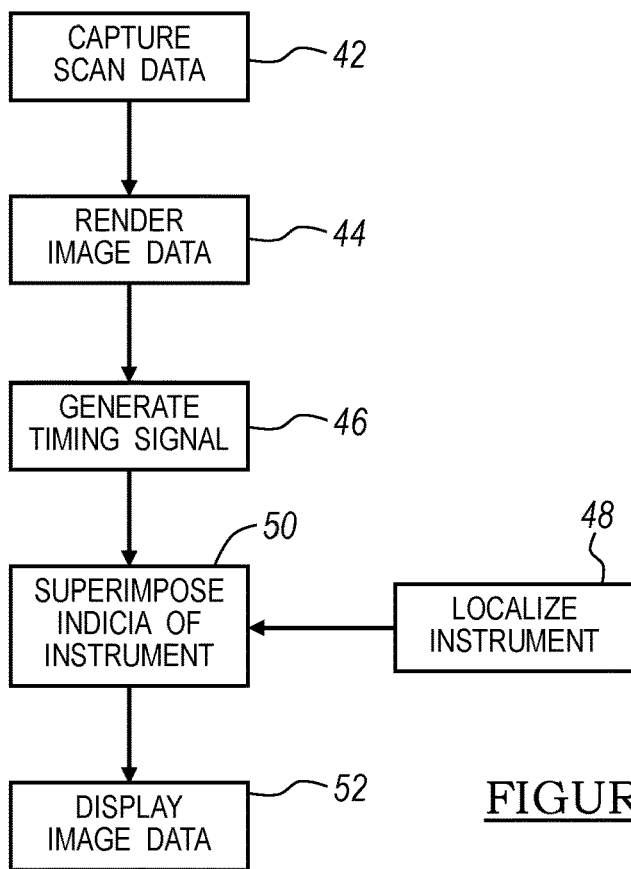 CAPTURE
SCAN DATA
42
RENDER
IMAGE DATA
44
GENERATE
TIMING SIGNAL
46
50
SUPERIMPOSE
INDICIA OF
INSTRUMENT
48
LOCALIZE
INSTRUMENT
DISPLAY
IMAGE DATA
52